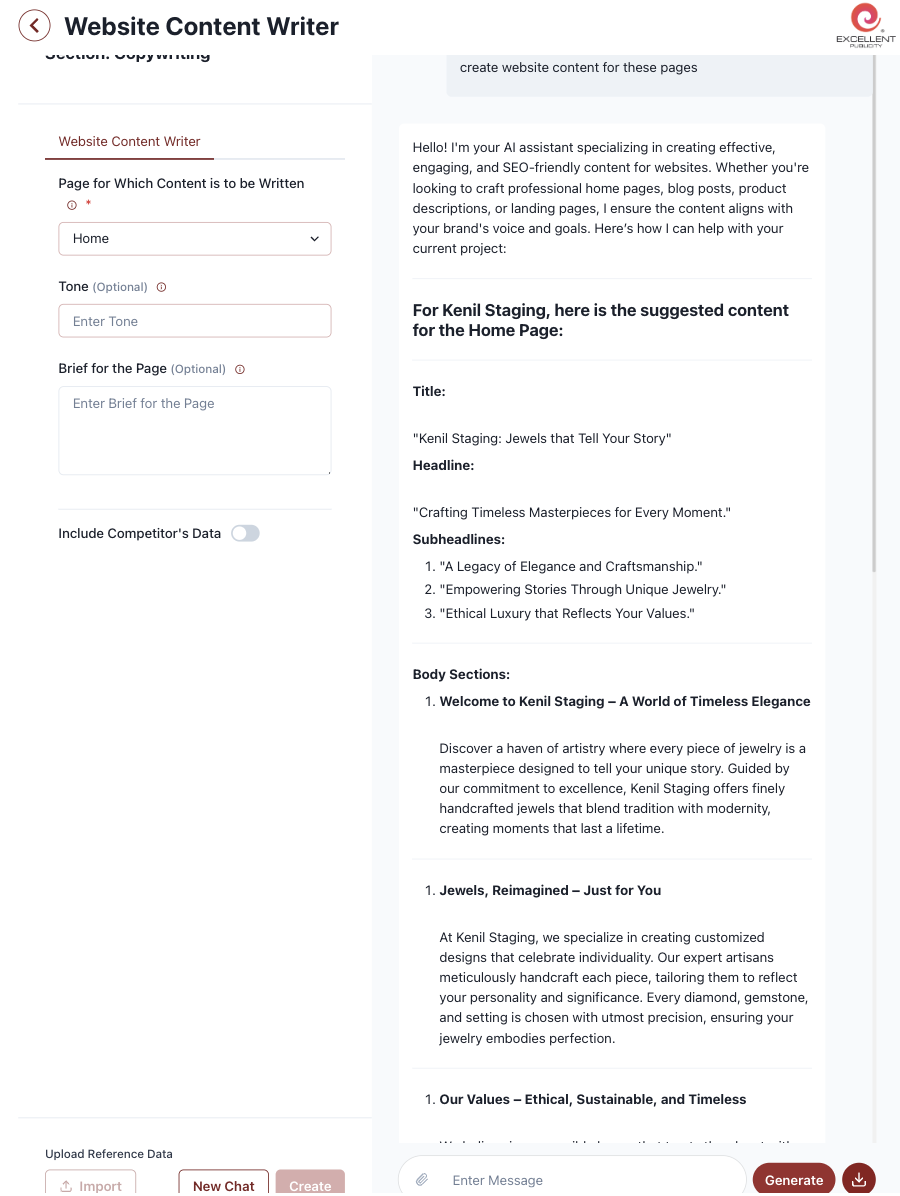 Website Content Writer
EXCELLENT
PUBLICITY
Section: Copywriting
create website content for these pages
Website Content Writer
Page for Which Content is to be Written
*
Home
Tone (Optional)
Enter Tone
Brief for the Page (Optional)
Enter Brief for the Page
Include Competitor's Data
Upload Reference Data
Import
New Chat
Create
Hello! I'm your AI assistant specializing in creating effective,
engaging, and SEO-friendly content for websites. Whether you're
looking to craft professional home pages, blog posts, product
descriptions, or landing pages, I ensure the content aligns with
your brand's voice and goals. Here's how I can help with your
current project:
For Kenil Staging, here is the suggested content
for the Home Page:
Title:
"Kenil Staging: Jewels that Tell Your Story"
Headline:
"Crafting Timeless Masterpieces for Every Moment."
Subheadlines:
1. "A Legacy of Elegance and Craftsmanship."
2. "Empowering Stories Through Unique Jewelry."
3. "Ethical Luxury that Reflects Your Values."
Body Sections:
1. Welcome to Kenil Staging – A World of Timeless Elegance
Discover a haven of artistry where every piece of jewelry is a
masterpiece designed to tell your unique story. Guided by
our commitment to excellence, Kenil Staging offers finely
handcrafted jewels that blend tradition with modernity,
creating moments that last a lifetime.
1. Jewels, Reimagined – Just for You
At Kenil Staging, we specialize in creating customized
designs that celebrate individuality. Our expert artisans
meticulously handcraft each piece, tailoring them to reflect
your personality and significance. Every diamond, gemstone,
and setting is chosen with utmost precision, ensuring your
jewelry embodies perfection.
1. Our Values – Ethical, Sustainable, and Timeless
Enter Message
Generate